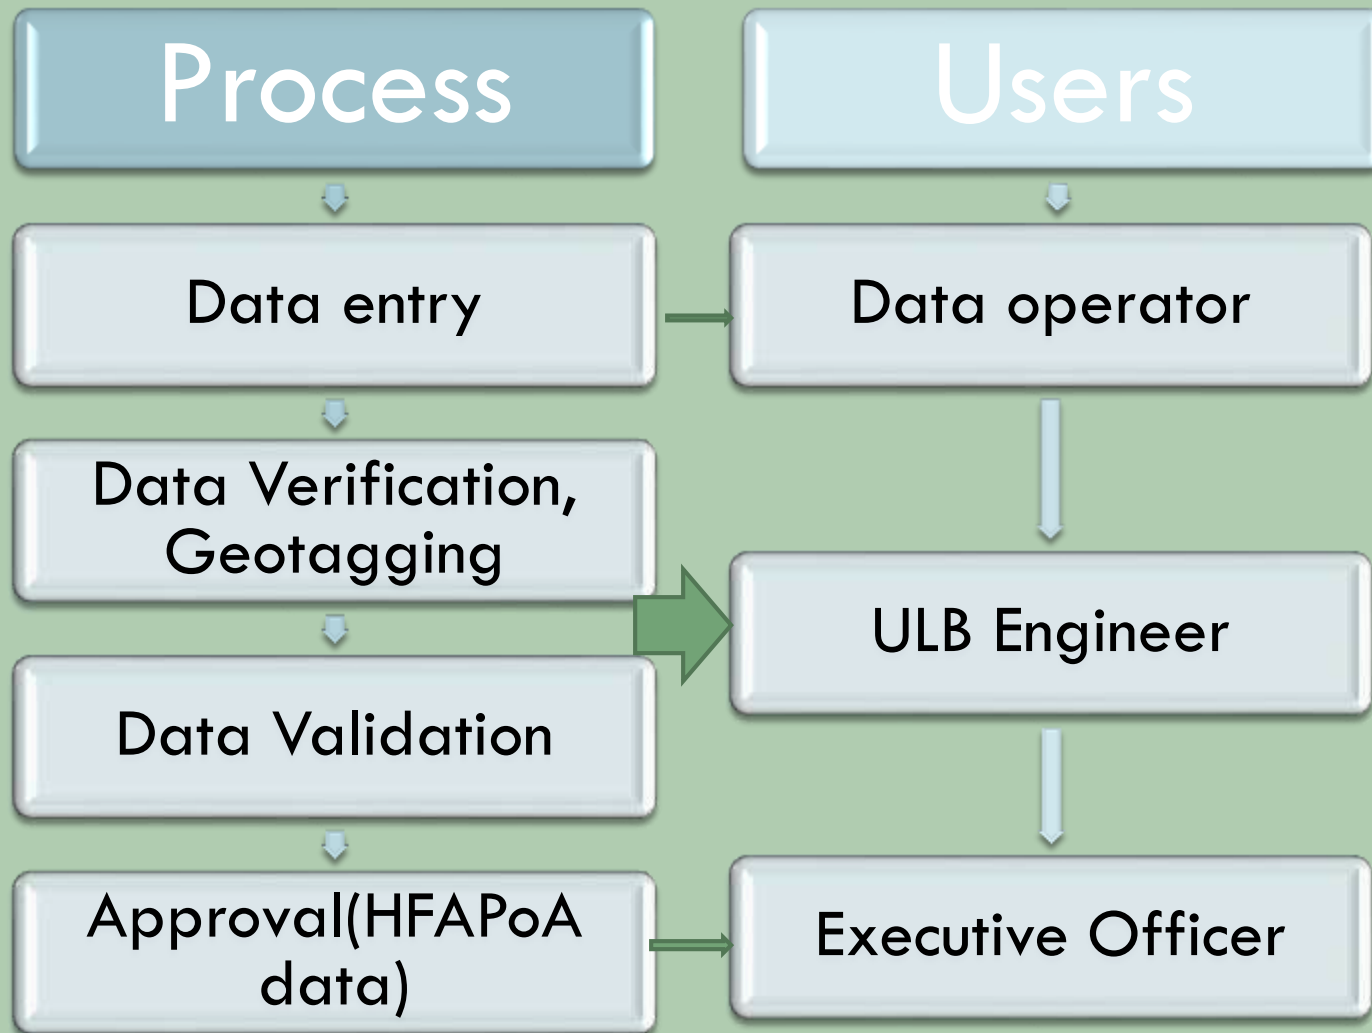 Process
Users
Data entry
Data operator
Data Verification,
Geotagging
ULB Engineer
Data Validation
Approval(HFAPoA
data)
Executive Officer